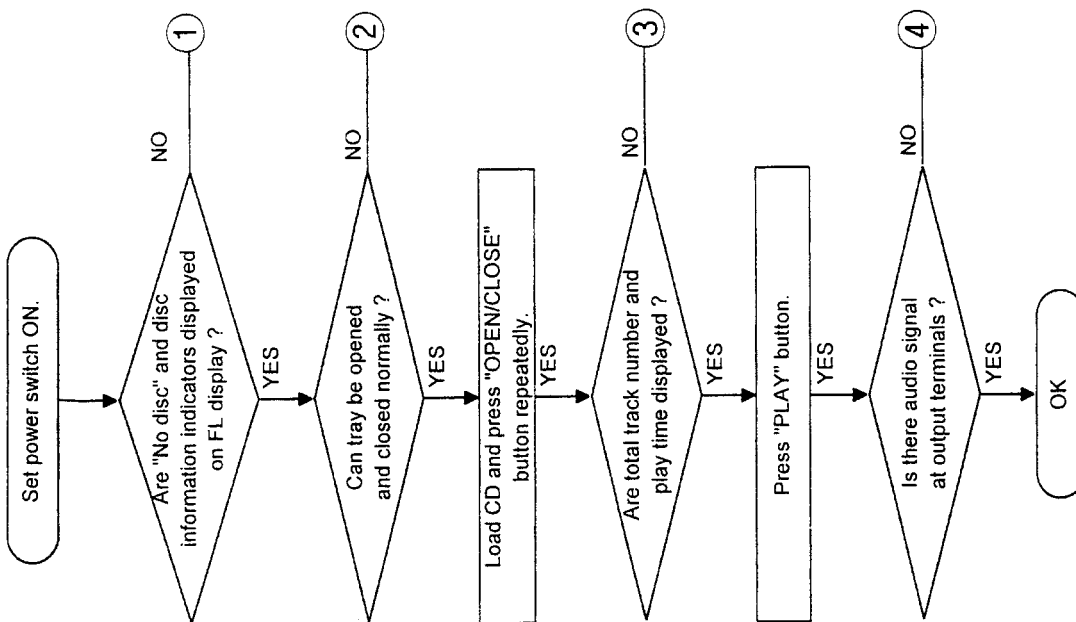 Set power switch ON.
Are "No disc" and disc
information indicators displayed
on FL display ?
NO
1
YES
Can tray be opened
and closed normally ?
NO
2
YES
Load CD and press "OPEN/CLOSE"
button repeatedly.
YES
Are total track number and
play time displayed ?
NO
3
YES
Press "PLAY" button.
YES
Is there audio signal
at output terminals ?
NO
4
YES
OK